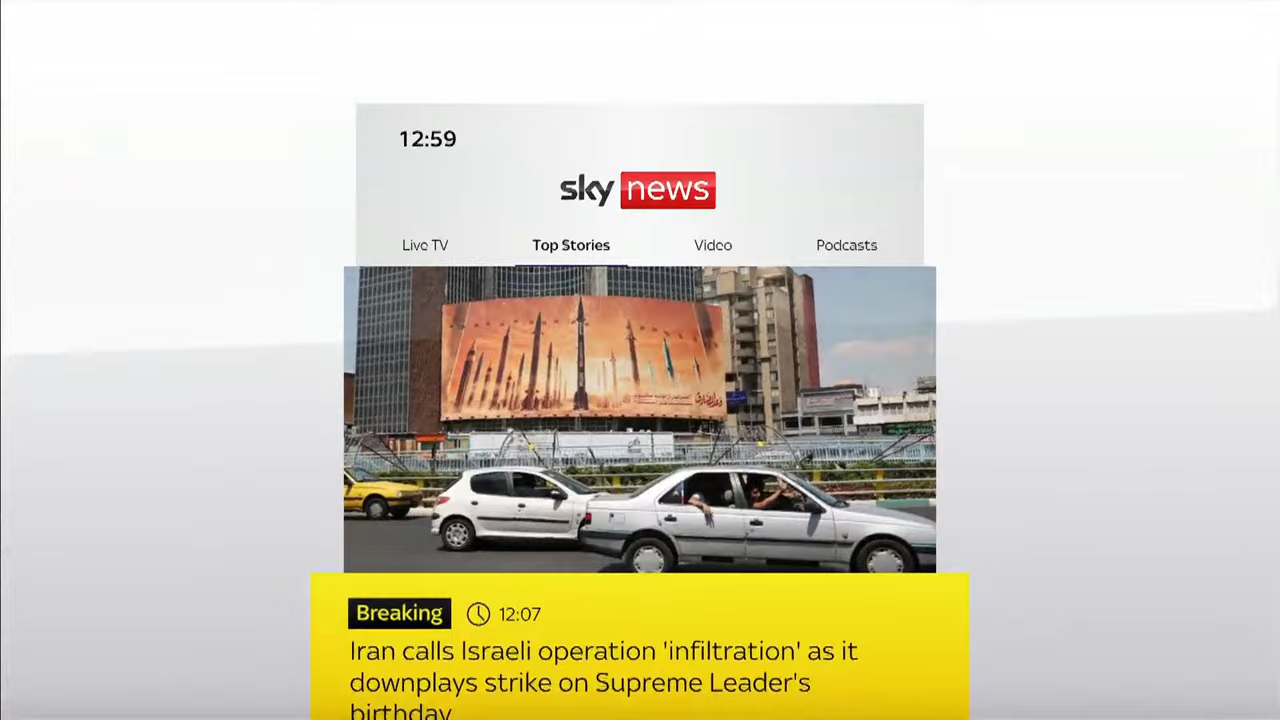 12:59
sky news
Live TV Top Stories Video Podcasts
Breaking 12:07
Iran calls Israeli operation 'infiltration' as it
downplays strike on Supreme Leader's
birthday